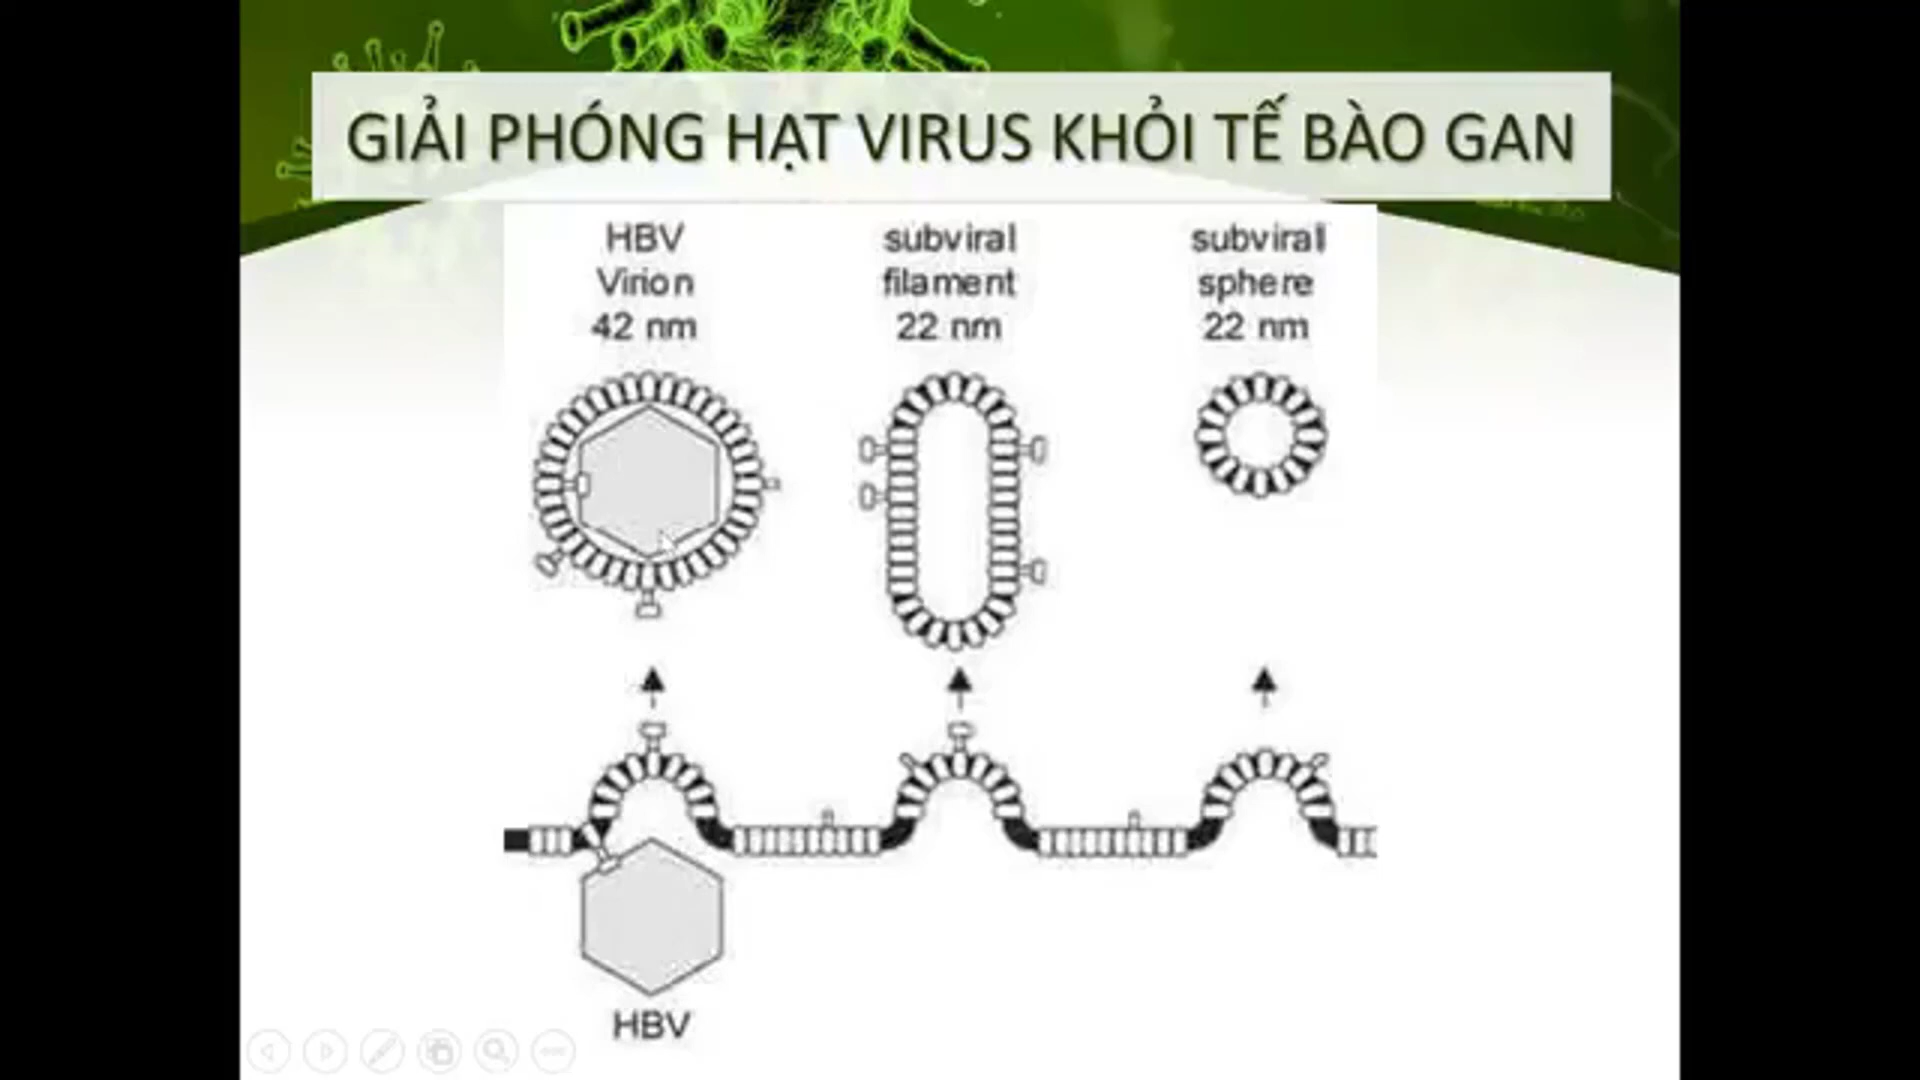 GIẢI PHÓNG HẠT VIRUS KHỎI TẾ BÀO GAN
HBV
Virion
42 nm
subviral
filament
22 nm
subviral
sphere
22 nm
HBV